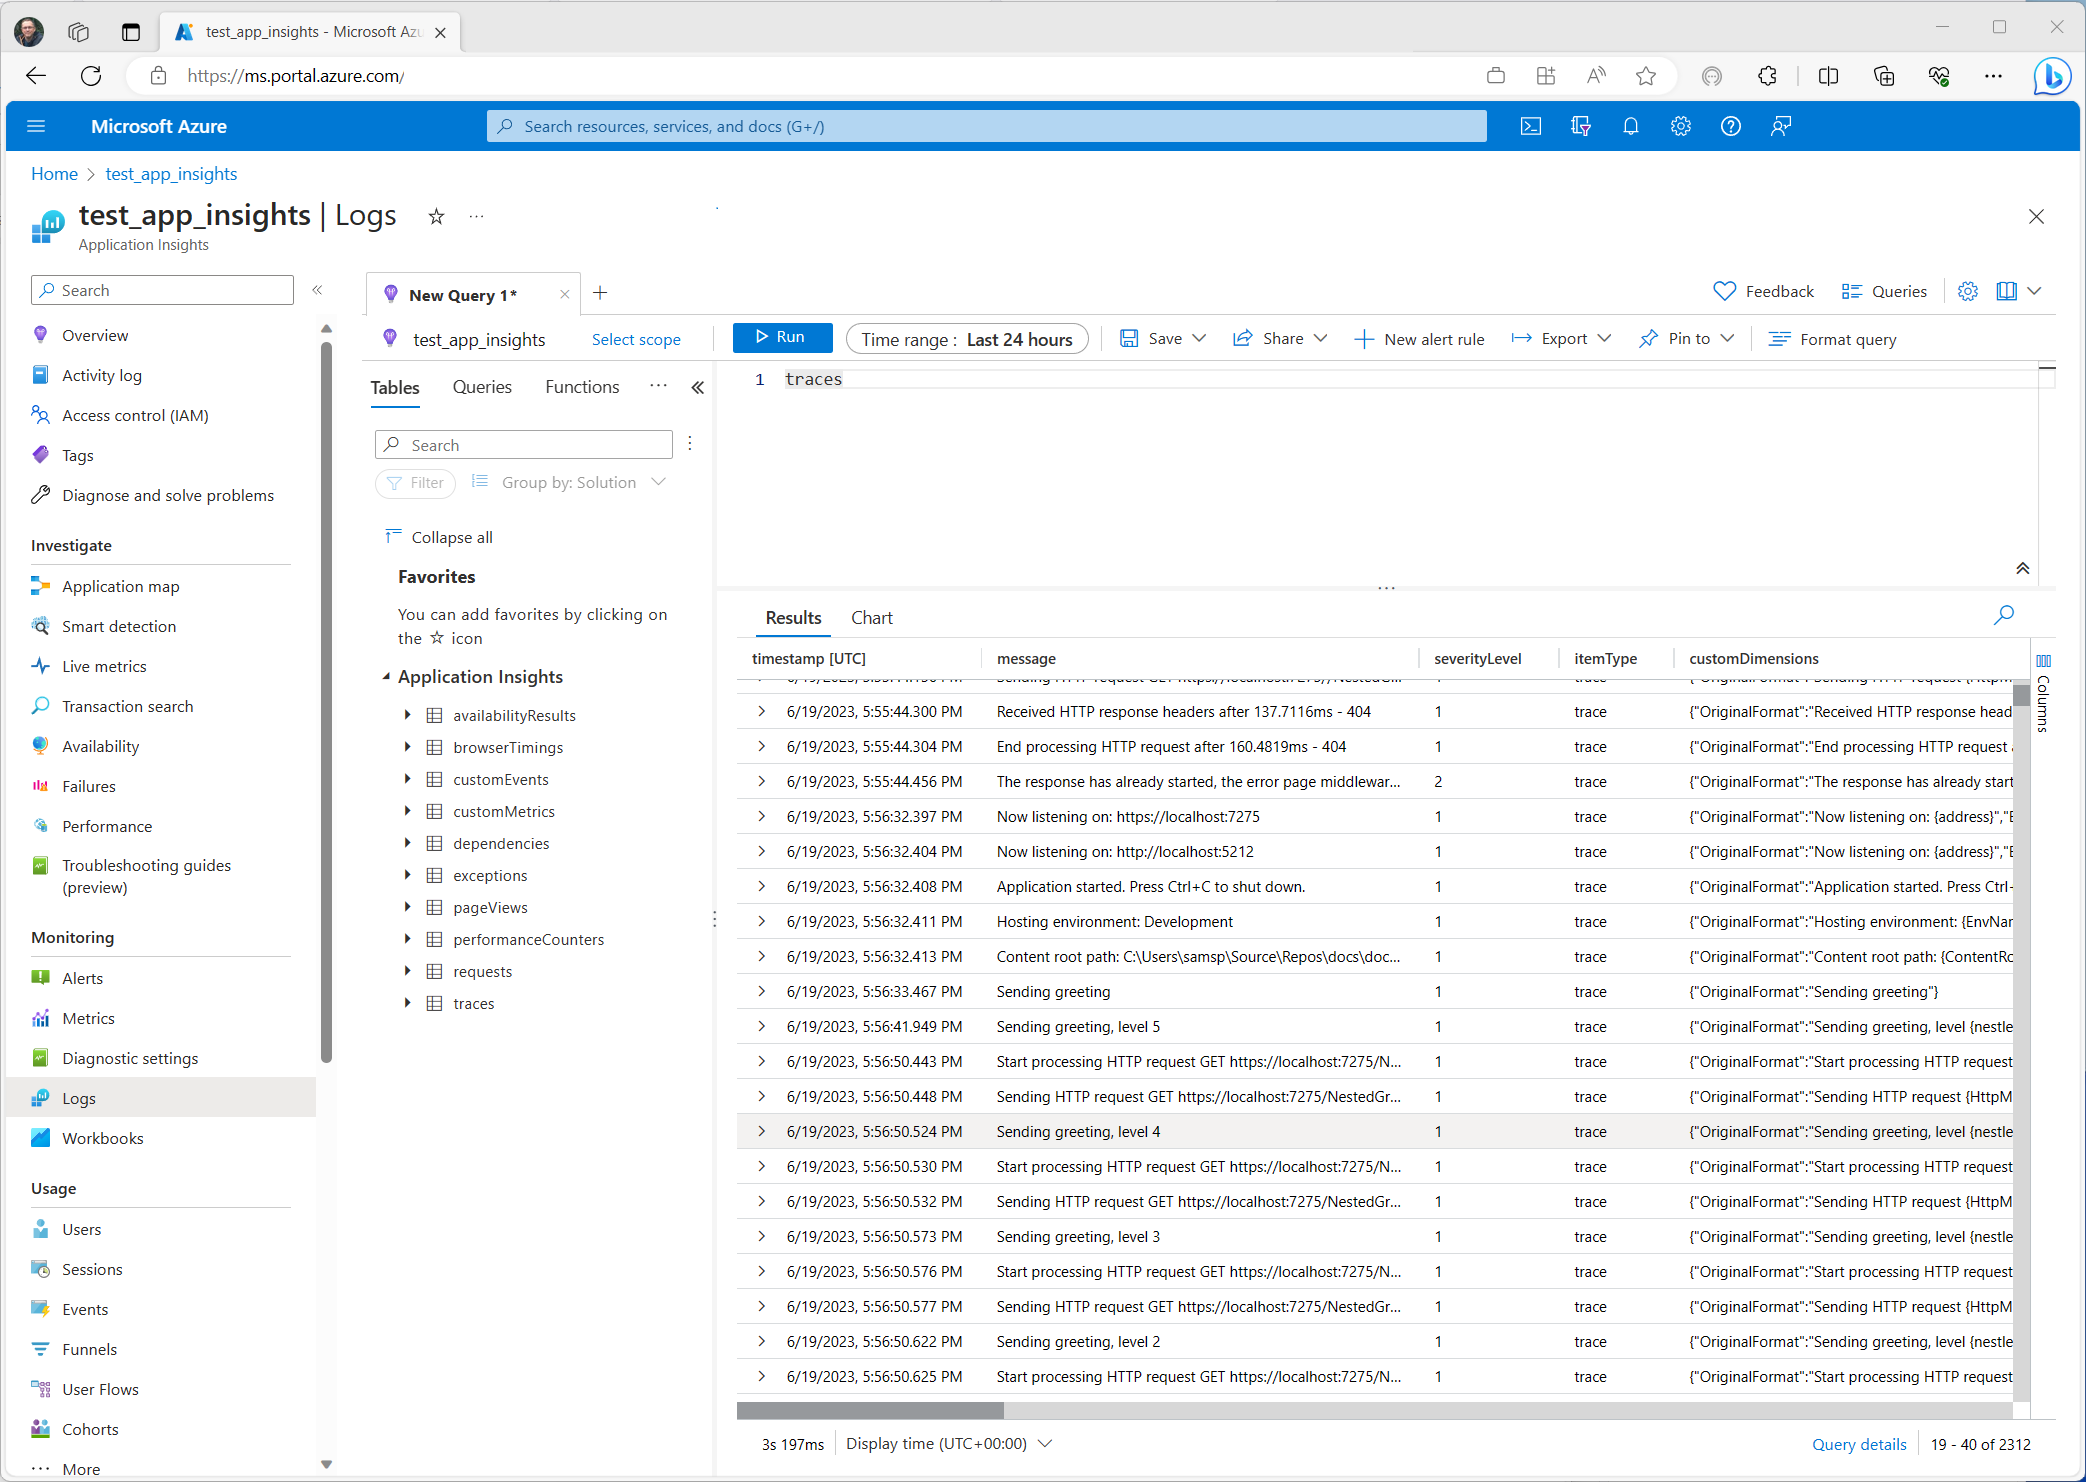 test_app_insights - Microsoft Azu
https://ms.portal.azure.com/
Microsoft Azure
Search resources, services, and docs (G+/)
Home > test_app_insights
test_app_insights | Logs
Application Insights
Search
Overview
Activity log
Access control (IAM)
Tags
Diagnose and solve problems
Investigate
Application map
Smart detection
Live metrics
Transaction search
Availability
Failures
Performance
Troubleshooting guides
(preview)
Monitoring
Alerts
Metrics
Diagnostic settings
Logs
Workbooks
Usage
Users
Sessions
Events
Funnels
User Flows
Cohorts
More
New Query 1*
Feedback Queries
test_app_insights Select scope Run Time range : Last 24 hours Save Share New alert rule Export Pin to Format query
Tables Queries Functions
Search
Filter Group by: Solution
Collapse all
Favorites
You can add favorites by clicking on
the ☆ icon
Application Insights
availabilityResults
browserTimings
customEvents
customMetrics
dependencies
exceptions
pageViews
performanceCounters
requests
traces
1 traces
Results Chart
timestamp [UTC] message severityLevel itemType customDimensions
6/19/2023, 5:55:44.300 PM Received HTTP response headers after 137.7116ms - 404 1 trace {"OriginalFormat":"Received HTTP response head
6/19/2023, 5:55:44.304 PM End processing HTTP request after 160.4819ms - 404 1 trace {"OriginalFormat":"End processing HTTP request
6/19/2023, 5:55:44.456 PM The response has already started, the error page middlewar... 2 trace {"OriginalFormat":"The response has already start
6/19/2023, 5:56:32.397 PM Now listening on: https://localhost:7275 1 trace {"OriginalFormat":"Now listening on: {address}","E
6/19/2023, 5:56:32.404 PM Now listening on: http://localhost:5212 1 trace {"OriginalFormat":"Now listening on: {address}","E
6/19/2023, 5:56:32.408 PM Application started. Press Ctrl+C to shut down. 1 trace {"OriginalFormat":"Application started. Press Ctrl+
6/19/2023, 5:56:32.411 PM Hosting environment: Development 1 trace {"OriginalFormat":"Hosting environment: {EnvNar
6/19/2023, 5:56:32.413 PM Content root path: C:\Users\samsp\Source\Repos\docs\doc... 1 trace {"OriginalFormat":"Content root path: {ContentRo
6/19/2023, 5:56:33.467 PM Sending greeting 1 trace {"OriginalFormat":"Sending greeting"}
6/19/2023, 5:56:41.949 PM Sending greeting, level 5 1 trace {"OriginalFormat":"Sending greeting, level {nestle
6/19/2023, 5:56:50.443 PM Start processing HTTP request GET https://localhost:7275/N... 1 trace {"OriginalFormat":"Start processing HTTP request
6/19/2023, 5:56:50.448 PM Sending HTTP request GET https://localhost:7275/NestedGr... 1 trace {"OriginalFormat":"Sending HTTP request {HttpM
6/19/2023, 5:56:50.524 PM Sending greeting, level 4 1 trace {"OriginalFormat":"Sending greeting, level {nestle
6/19/2023, 5:56:50.530 PM Start processing HTTP request GET https://localhost:7275/N... 1 trace {"OriginalFormat":"Start processing HTTP request
6/19/2023, 5:56:50.532 PM Sending HTTP request GET https://localhost:7275/NestedGr... 1 trace {"OriginalFormat":"Sending HTTP request {HttpM
6/19/2023, 5:56:50.573 PM Sending greeting, level 3 1 trace {"OriginalFormat":"Sending greeting, level {nestle
6/19/2023, 5:56:50.576 PM Start processing HTTP request GET https://localhost:7275/N... 1 trace {"OriginalFormat":"Start processing HTTP request
6/19/2023, 5:56:50.577 PM Sending HTTP request GET https://localhost:7275/NestedGr... 1 trace {"OriginalFormat":"Sending HTTP request {HttpM
6/19/2023, 5:56:50.622 PM Sending greeting, level 2 1 trace {"OriginalFormat":"Sending greeting, level {nestle
6/19/2023, 5:56:50.625 PM Start processing HTTP request GET https://localhost:7275/N... 1 trace {"OriginalFormat":"Start processing HTTP request
Columns
3s 197ms Display time (UTC+00:00) Query details 19 - 40 of 2312